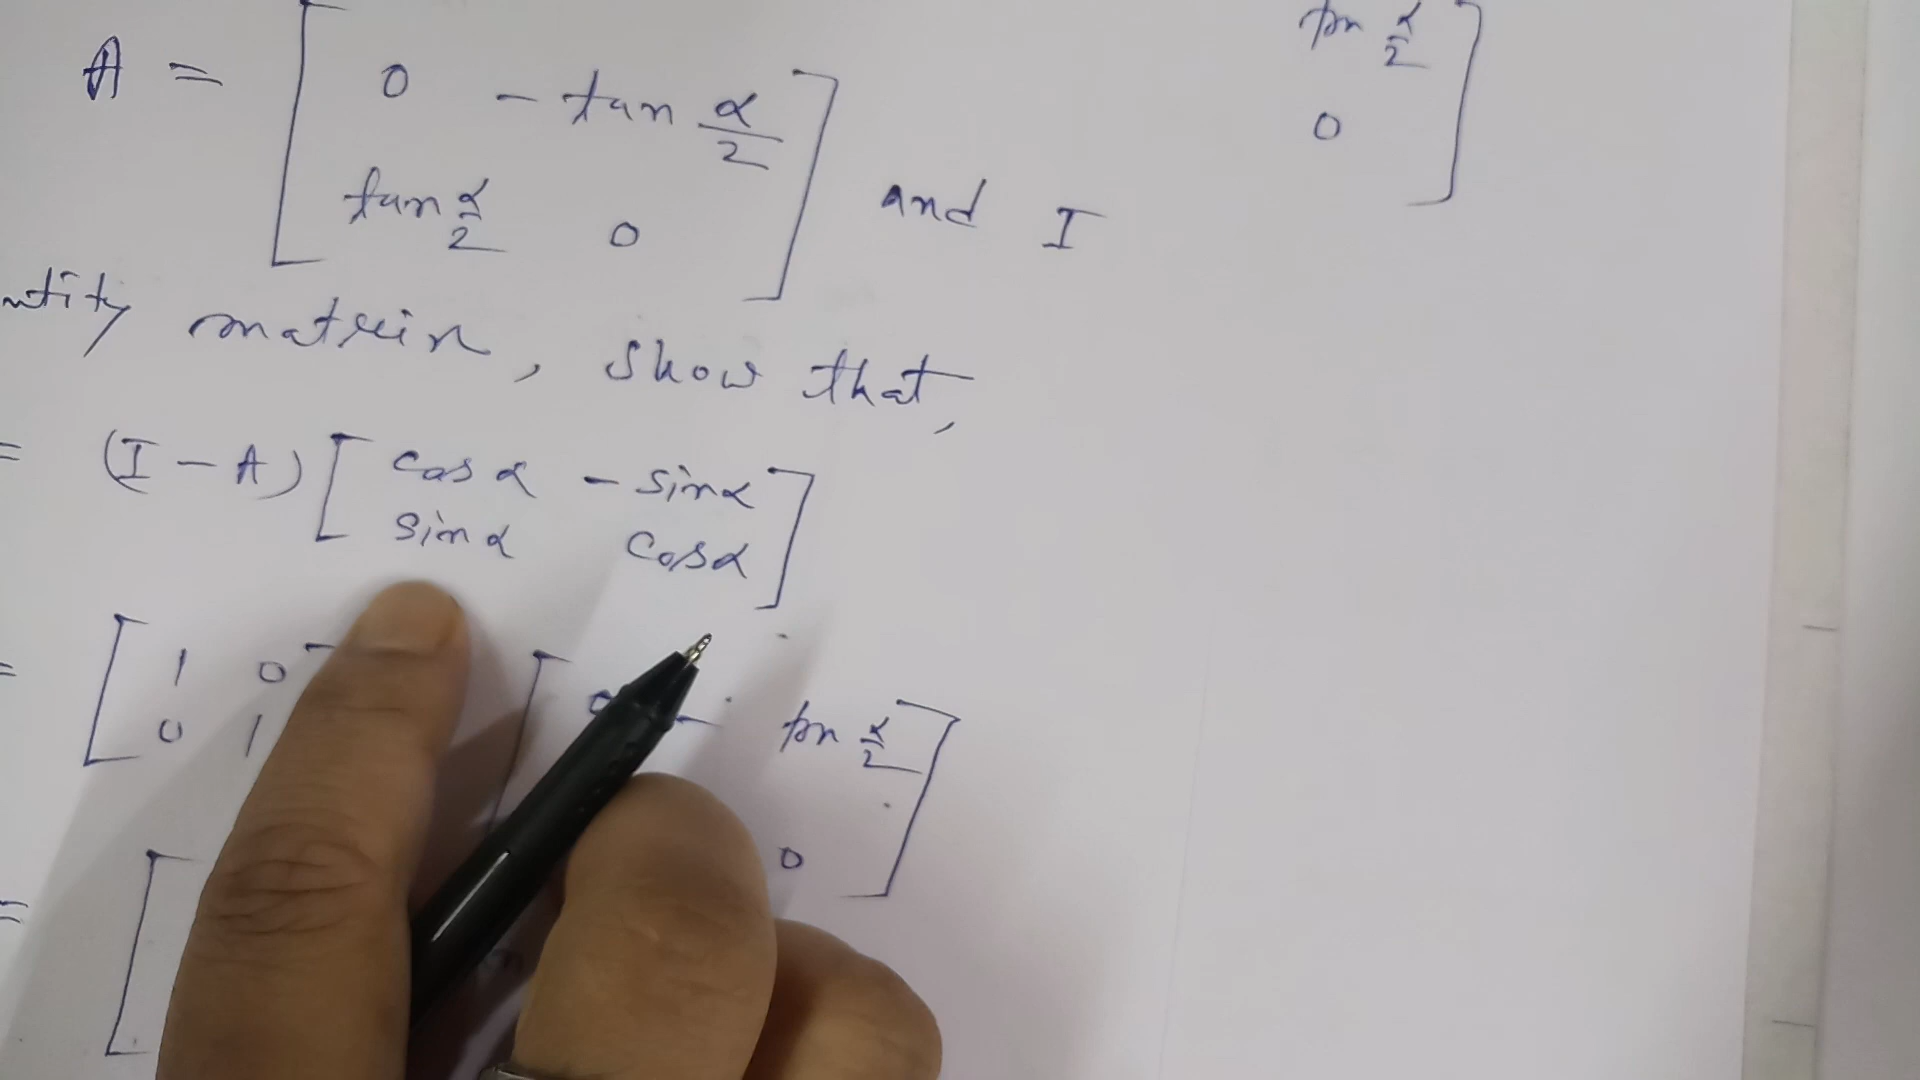 A = [ 0 - tan α/2
tan α/2 0 ] and I
ntity matrix, show that,
= (I - A) [ cos α - sin α
sin α cos α ]
= [ 1 0
0 1 [ 0 - tan α/2
0 ]
= [
tan α/2
0 ]